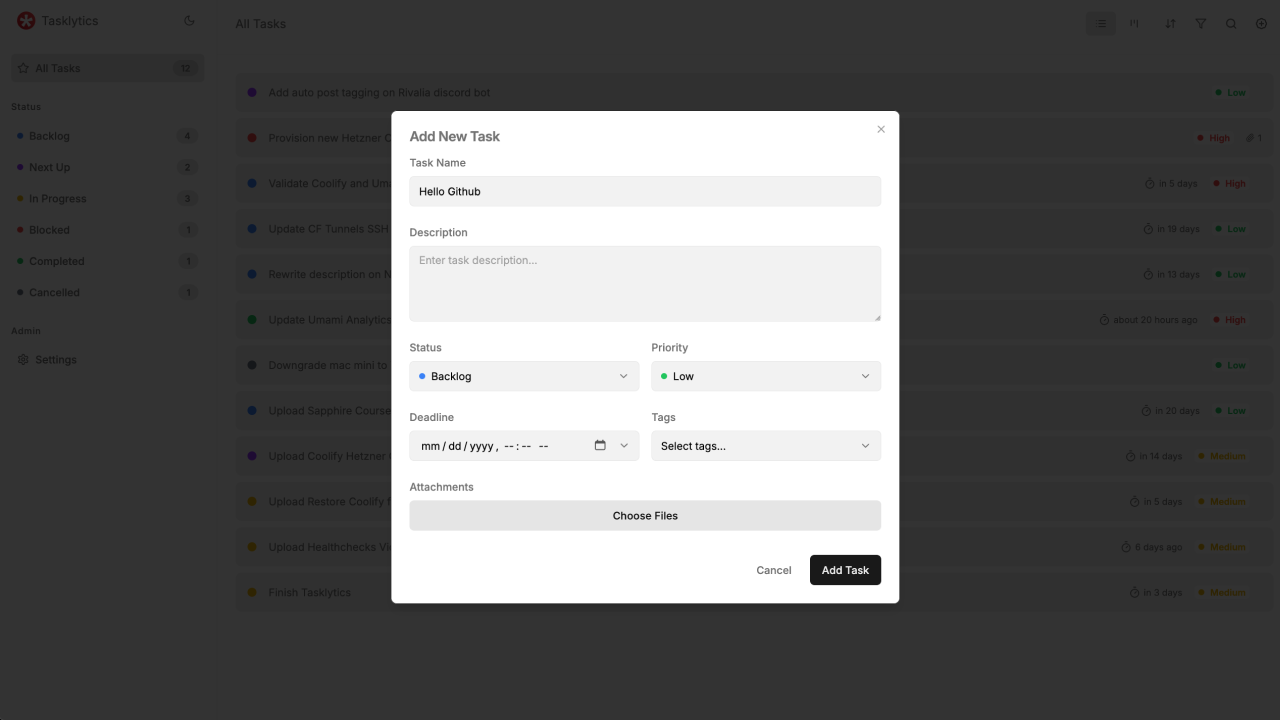 Tasklytics
All Tasks
All Tasks 12
Status
Backlog 4
Next Up 2
In Progress 3
Blocked 1
Completed 1
Cancelled 1
Admin
Settings
Add auto post tagging on Rivalia discord bot Low
Provision new Hetzner C High 1
Validate Coolify and Uma in 5 days High
Update CF Tunnels SSH in 19 days Low
Rewrite description on N in 13 days Low
Update Umami Analytics about 20 hours ago High
Downgrade mac mini to Low
Upload Sapphire Course in 20 days Low
Upload Coolify Hetzner in 14 days Medium
Upload Restore Coolify in 5 days Medium
Upload Healthchecks Vi 6 days ago Medium
Finish Tasklytics in 3 days Medium
Add New Task
Task Name
Hello Github
Description
Enter task description...
Status Priority
Backlog Low
Deadline Tags
mm/dd/yyyy, --:-- -- Select tags...
Attachments
Choose Files
Cancel Add Task